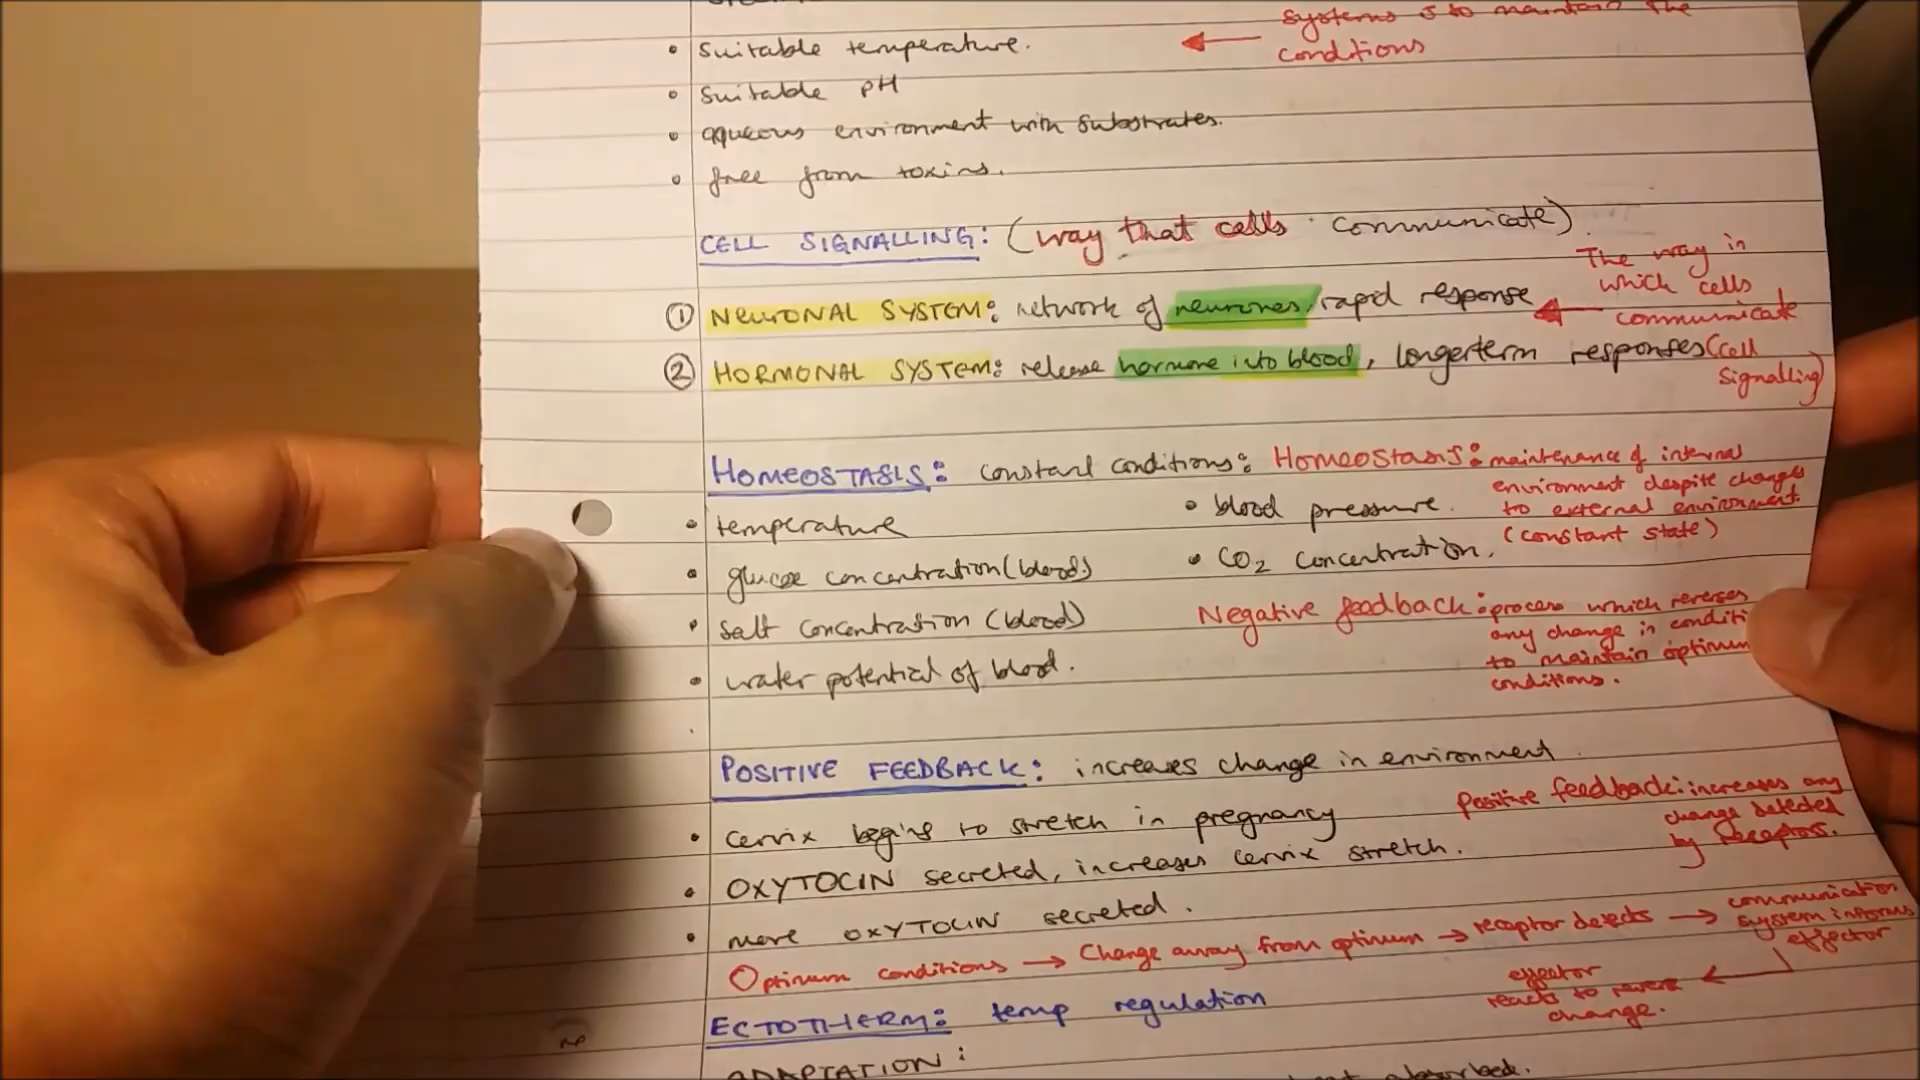 systems is to maintain the
conditions
suitable temperature.
suitable pH
aqueous environment with substrates.
free from toxins.
CELL SIGNALLING: (way that cells communicate).
The way in
which cells
communicate
(cell
signalling)
① NEURONAL SYSTEM: network of neurones, rapid response
② HORMONAL SYSTEM: release hormone into blood, longerterm responses
HOMEOSTASIS: constant conditions:
Homeostasis: maintenance of internal
environment despite changes
to external environment.
(constant state)
• temperature
• blood pressure.
• glucose concentration (blood)
• CO₂ concentration.
• salt concentration (blood)
• water potential of blood.
Negative feedback: process which reverses
any change in conditi
to maintain optimum
conditions.
POSITIVE FEEDBACK: increases change in environment
Positive feedback: increases any
change detected
by receptors.
• cervix begins to stretch in pregnancy
• OXYTOCIN secreted, increases cervix stretch.
• more OXYTOCIN secreted.
Optimum conditions → Change away from optimum → receptor detects → communication
system informs
effector
effector
reacts to reverse
change.
ECTOTHERM: temp regulation
ADAPTATION:
absorbed.